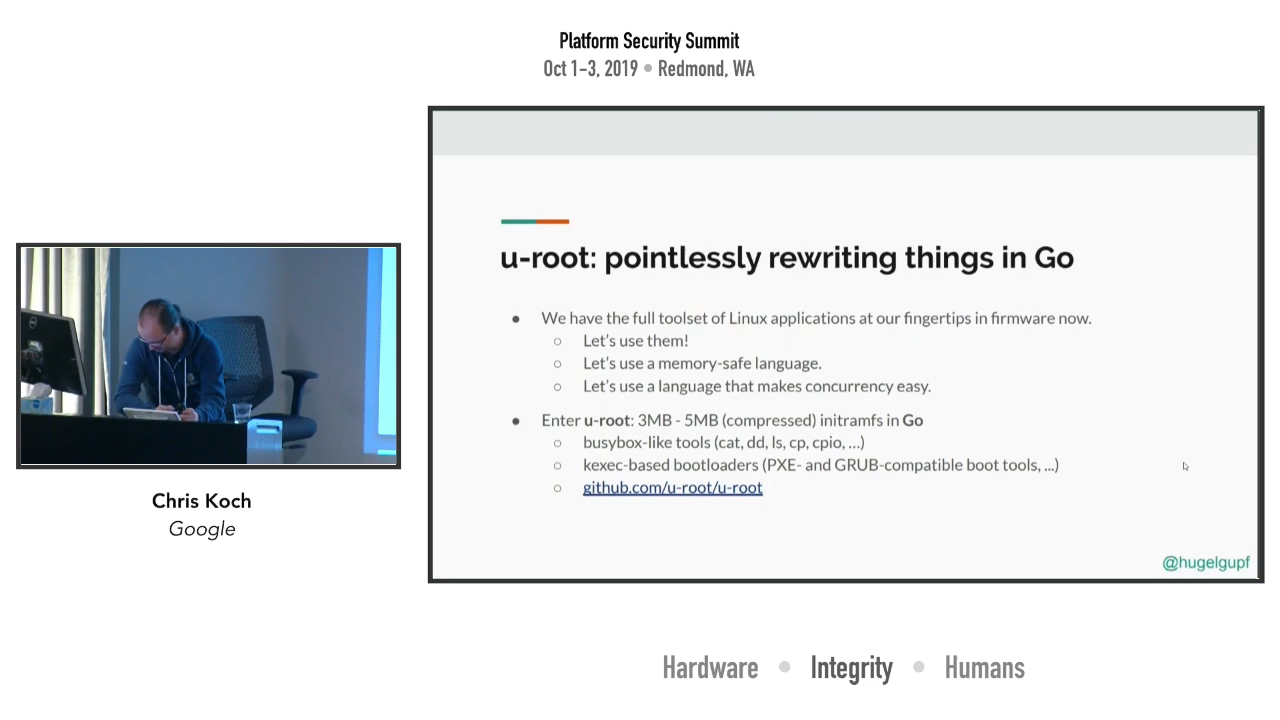 Platform Security Summit
Oct 1-3, 2019 • Redmond, WA
u-root: pointlessly rewriting things in Go
● We have the full toolset of Linux applications at our fingertips in firmware now.
○ Let's use them!
○ Let's use a memory-safe language.
○ Let's use a language that makes concurrency easy.
● Enter u-root: 3MB - 5MB (compressed) initramfs in Go
○ busybox-like tools (cat, dd, ls, cp, cpio, ...)
○ kexec-based bootloaders (PXE- and GRUB-compatible boot tools, ...)
○ github.com/u-root/u-root
@hugelgupf
Chris Koch
Google
Hardware • Integrity • Humans